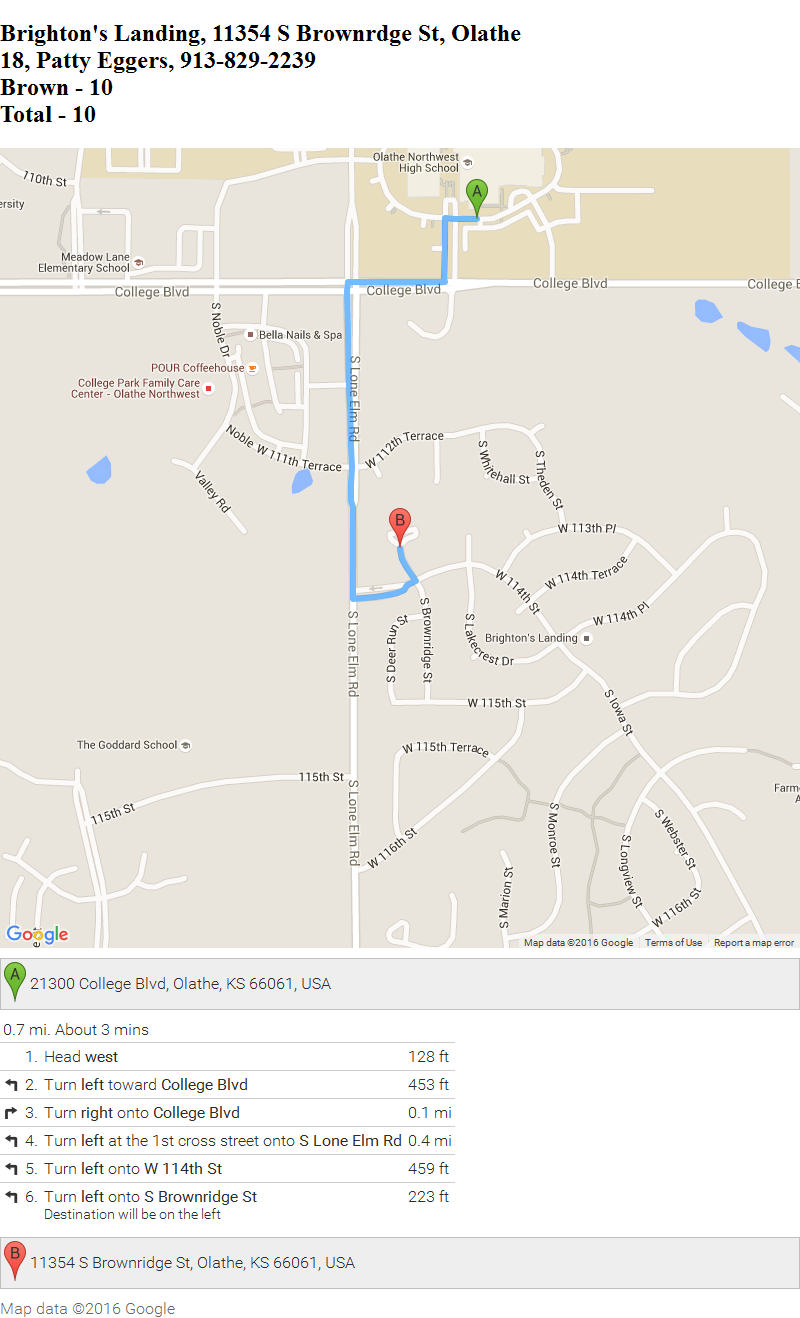 Brighton's Landing, 11354 S Brownrdge St, Olathe
18, Patty Eggers, 913-829-2239
Brown - 10
Total - 10
Olathe Northwest
High School
110th St
ersity
A
Meadow Lane
Elementary School
College Blvd
College Blvd
College Blvd
College B
S Noble Dr
Bella Nails & Spa
POUR Coffeehouse
College Park Family Care
Center - Olathe Northwest
S Lone Elm Rd
Noble
W 111th Terrace
W 112th Terrace
S Whitehall St
S Theden St
Valley Rd
B
W 113th Pl
W 114th Terrace
W 114th St
W 114th Pl
S Brownridge St
S Deer Run St
S Lakecrest Dr
Brighton's Landing
S Lone Elm Rd
W 115th St
S Iowa St
The Goddard School
W 115th Terrace
115th St
115th St
S Lone Elm Rd
W 116th St
Farm
A
S Monroe St
S Webster St
S Longview St
S Marion St
W 116th St
Google
Map data ©2016 Google
Terms of Use
Report a map error
A
21300 College Blvd, Olathe, KS 66061, USA
0.7 mi. About 3 mins
1. Head west 128 ft
2. Turn left toward College Blvd 453 ft
3. Turn right onto College Blvd 0.1 mi
4. Turn left at the 1st cross street onto S Lone Elm Rd 0.4 mi
5. Turn left onto W 114th St 459 ft
6. Turn left onto S Brownridge St 223 ft
Destination will be on the left
B
11354 S Brownridge St, Olathe, KS 66061, USA
Map data ©2016 Google